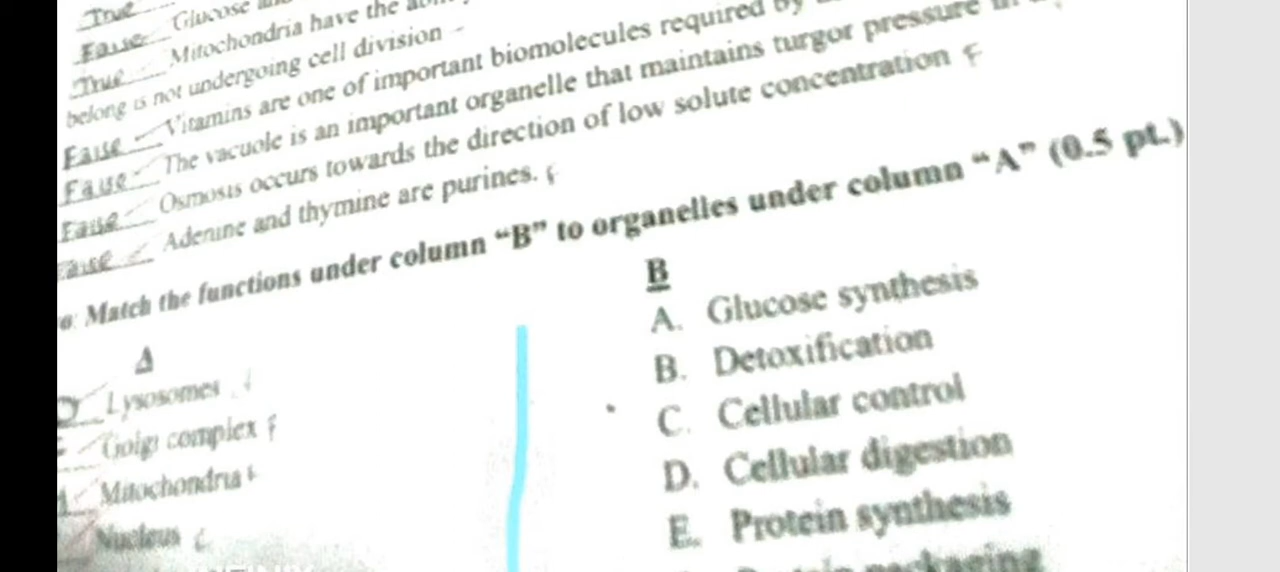 True
False Glucose
True Mitochondria have the
belong is not undergoing cell division
False Vitamins are one of important biomolecules required by
False The vacuole is an important organelle that maintains turgor pressure in
False Osmosis occurs towards the direction of low solute concentration F
False Adenine and thymine are purines.
Match the functions under column “B” to organelles under column “A” (0.5 pt.)
A
Lysosomes
Golgi complex
Mitochondria
Nucleus
B
A. Glucose synthesis
B. Detoxification
C. Cellular control
D. Cellular digestion
E. Protein synthesis
Protein packaging